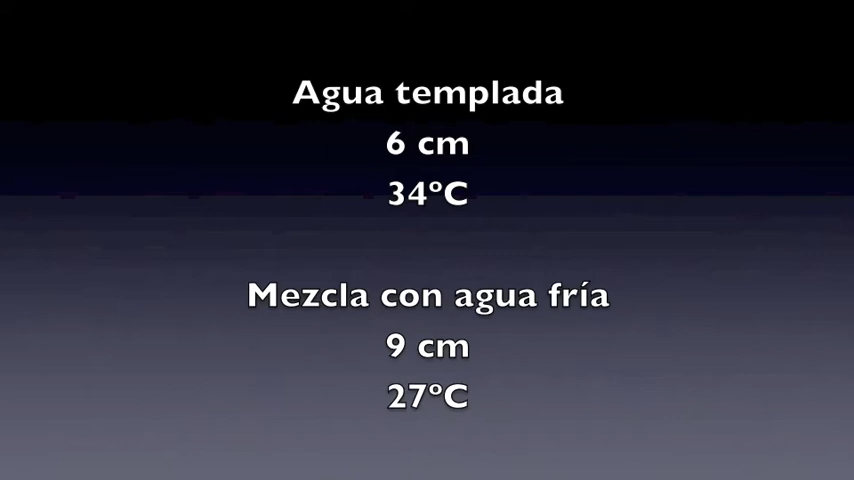 Agua templada
6 cm
34ºC
Mezcla con agua fría
9 cm
27ºC